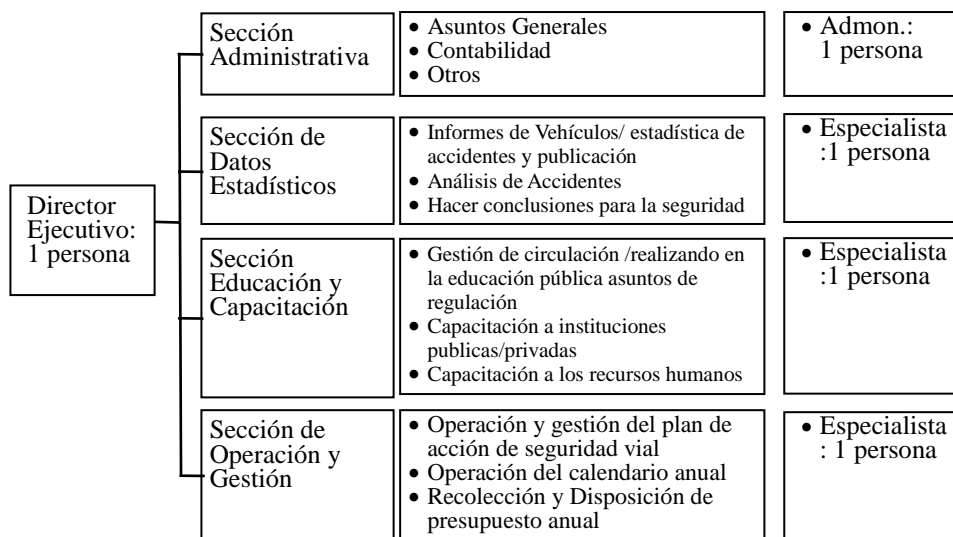 Director
Ejecutivo:
1 persona
Sección
Administrativa
• Asuntos Generales
• Contabilidad
• Otros
• Admon.:
1 persona
Sección de
Datos
Estadísticos
• Informes de Vehículos/ estadística de
accidentes y publicación
• Análisis de Accidentes
• Hacer conclusiones para la seguridad
• Especialista
:1 persona
Sección
Educación y
Capacitación
• Gestión de circulación /realizando en
la educación pública asuntos de
regulación
• Capacitación a instituciones
publicas/privadas
• Capacitación a los recursos humanos
• Especialista
:1 persona
Sección de
Operación y
Gestión
• Operación y gestión del plan de
acción de seguridad vial
• Operación del calendario anual
• Recolección y Disposición de
presupuesto anual
• Especialista
: 1 persona